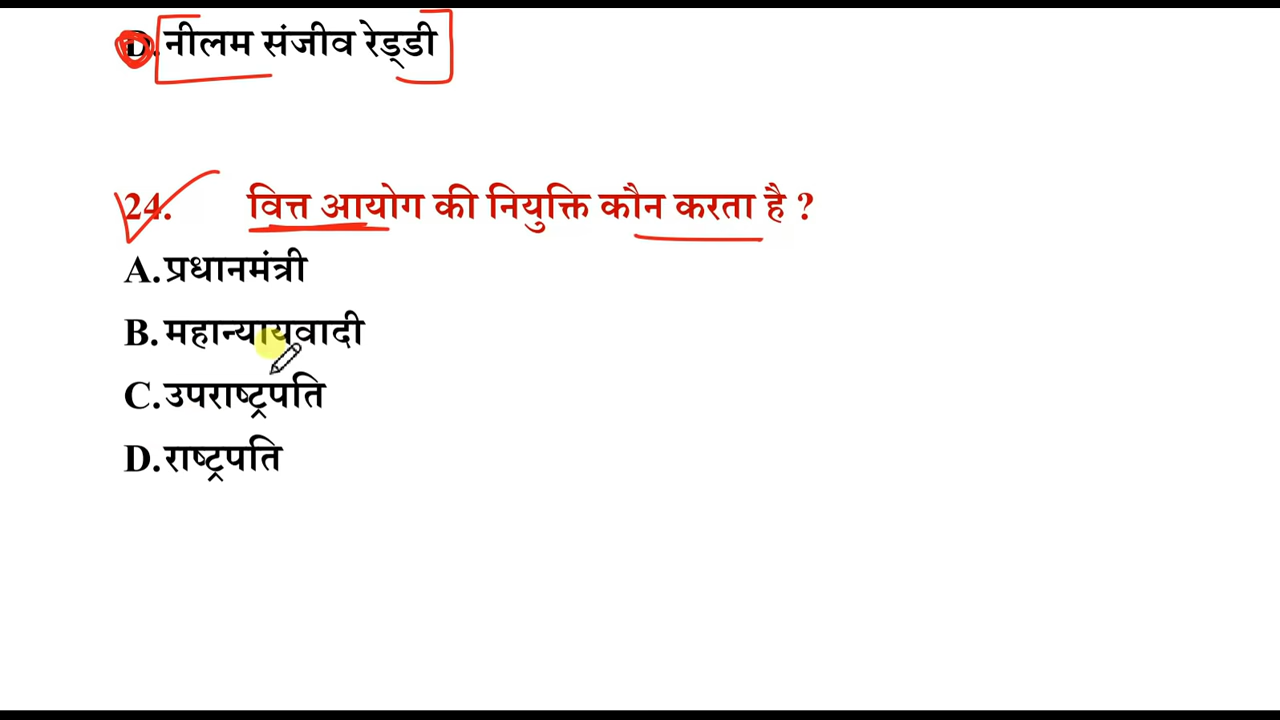 D. नीलम संजीव रेड्डी
24. वित्त आयोग की नियुक्ति कौन करता है ?
A. प्रधानमंत्री
B. महान्यायवादी
C. उपराष्ट्रपति
D. राष्ट्रपति